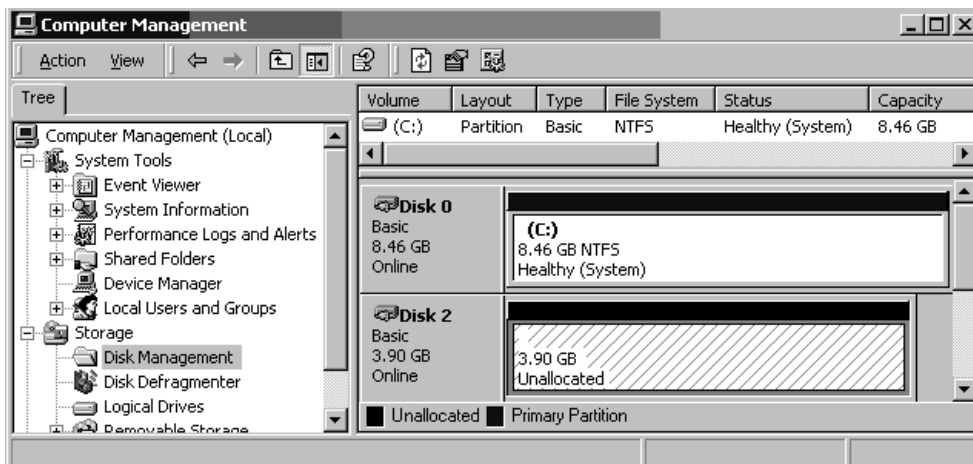 Computer Management
Action View
Tree
Computer Management (Local)
System Tools
Event Viewer
System Information
Performance Logs and Alerts
Shared Folders
Device Manager
Local Users and Groups
Storage
Disk Management
Disk Defragmenter
Logical Drives
Removable Storage
Volume Layout Type File System Status Capacity
(C:) Partition Basic NTFS Healthy (System) 8.46 GB
Disk 0
Basic
8.46 GB
Online
(C:)
8.46 GB NTFS
Healthy (System)
Disk 2
Basic
3.90 GB
Online
3.90 GB
Unallocated
Unallocated Primary Partition